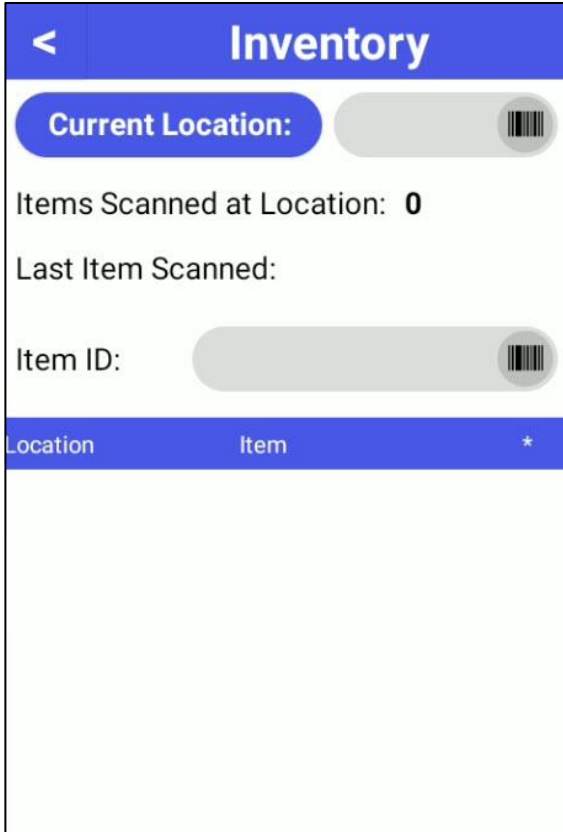 < Inventory
Current Location:
Items Scanned at Location: 0
Last Item Scanned:
Item ID:
Location Item *